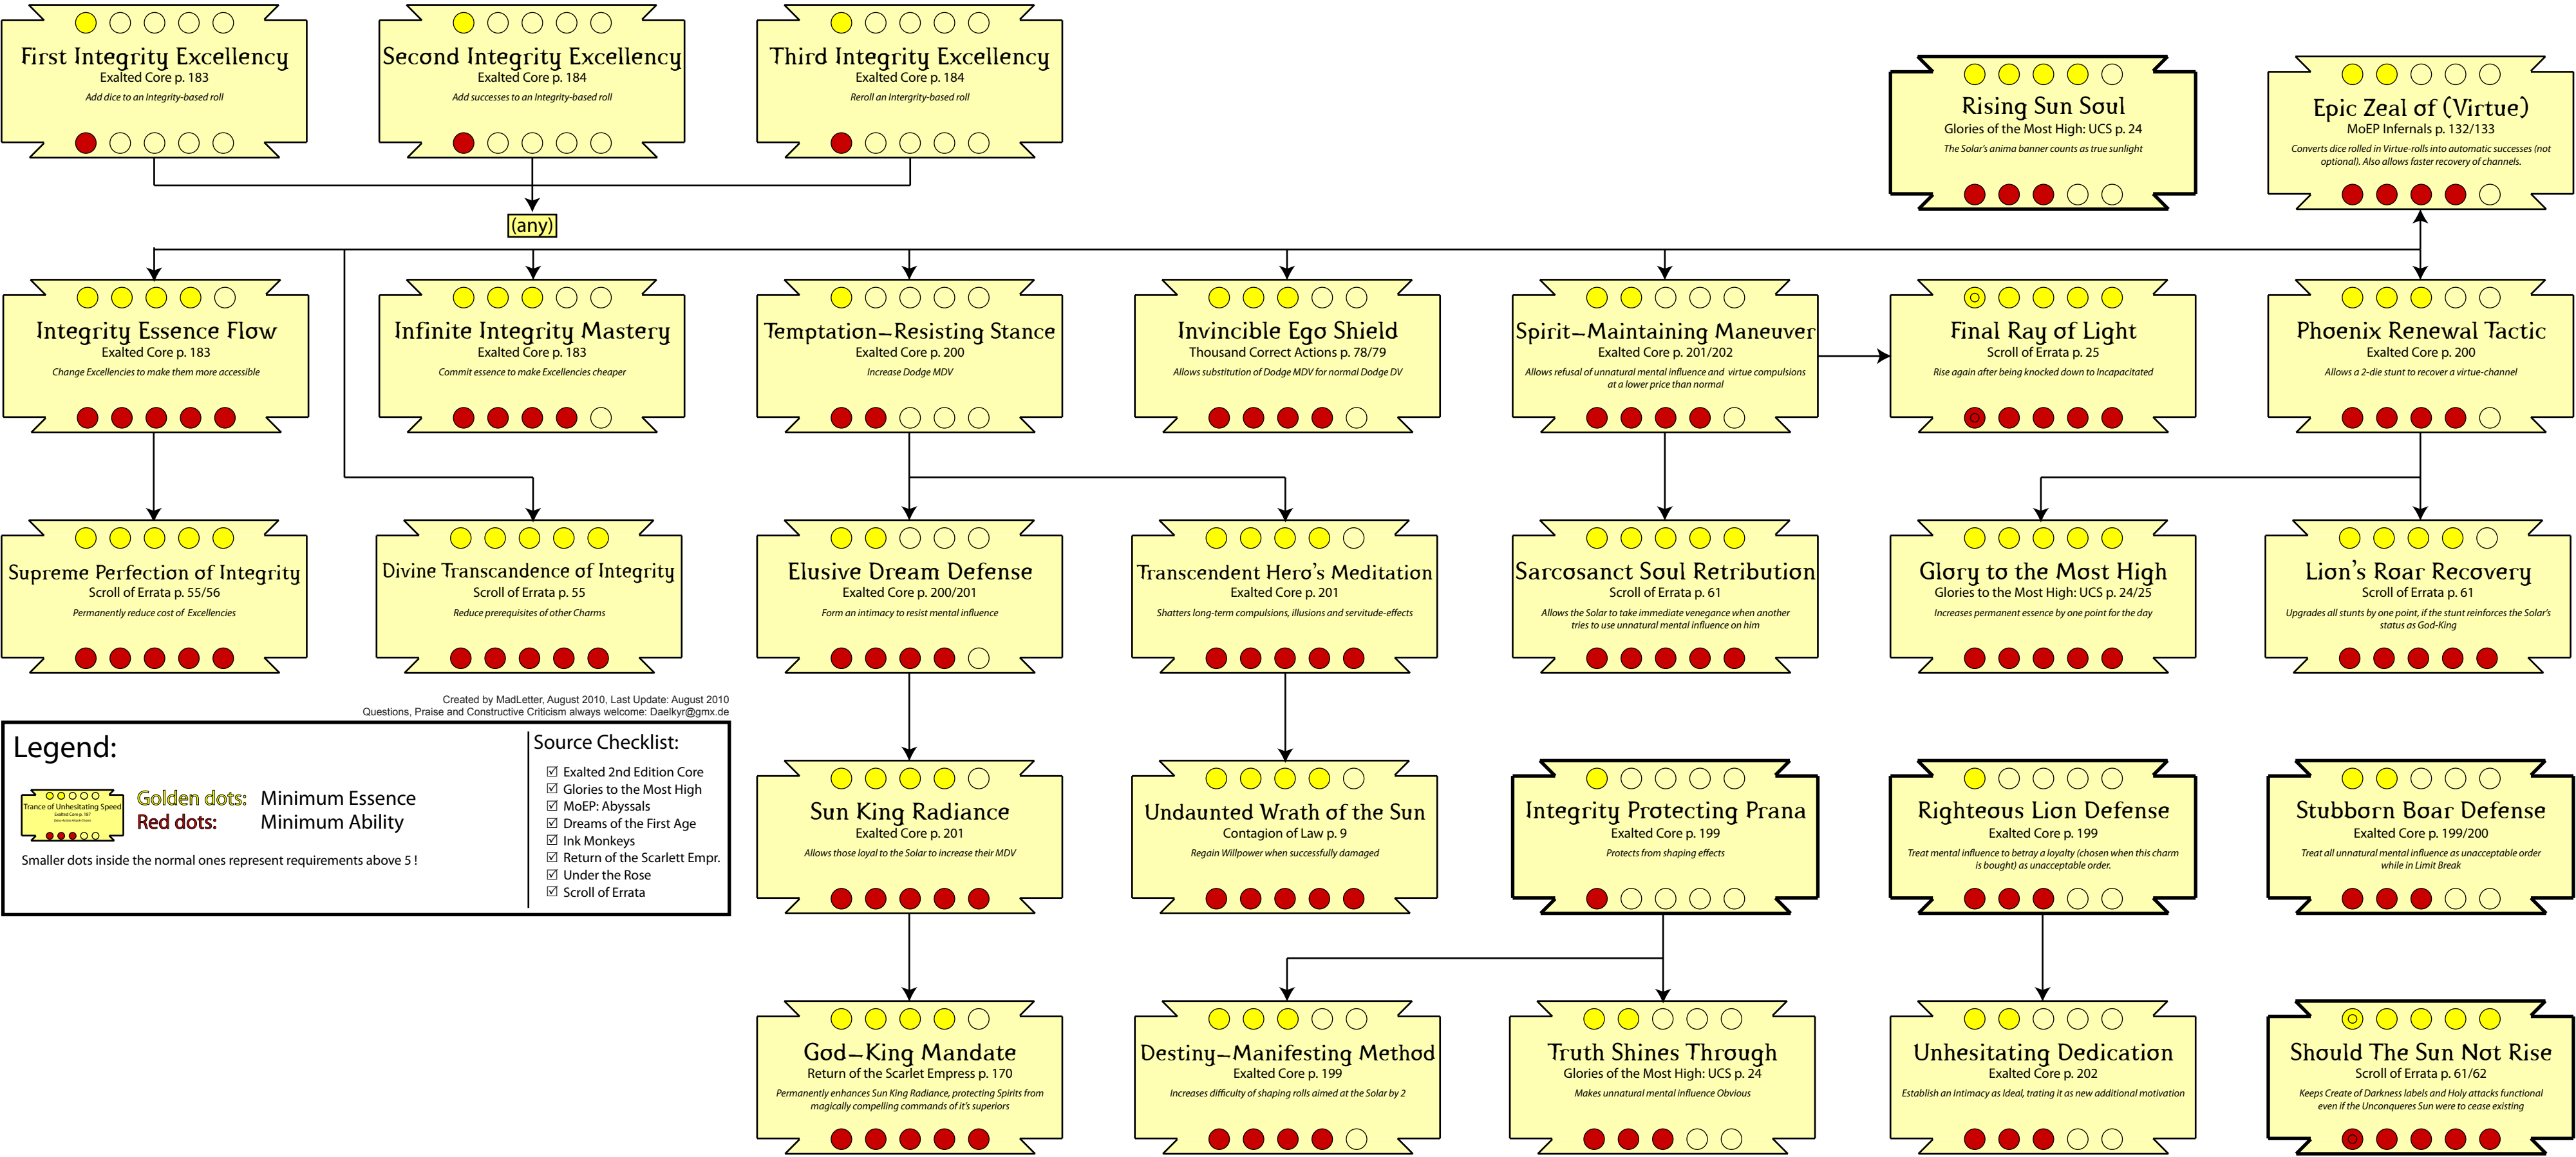 First Integrity Excellency
Exalted Core p. 183
Add dice to an Integrity-based roll
Second Integrity Excellency
Exalted Core p. 184
Add successes to an Integrity-based roll
Third Integrity Excellency
Exalted Core p. 184
Reroll an Intergrity-based roll
Rising Sun Soul
Glories of the Most High: UCS p. 24
The Solar's anima banner counts as true sunlight
Epic Zeal of (Virtue)
MoEP Infernals p. 132/133
Converts dice rolled in Virtue-rolls into automatic successes (not
optional). Also allows faster recovery of channels.
(any)
Integrity Essence Flow
Exalted Core p. 183
Change Excellencies to make them more accessible
Infinite Integrity Mastery
Exalted Core p. 183
Commit essence to make Excellencies cheaper
Temptation-Resisting Stance
Exalted Core p. 200
Increase Dodge MDV
Invincible Ego Shield
Thousand Correct Actions p. 78/79
Allows substitution of Dodge MDV for normal Dodge DV
Spirit-Maintaining Maneuver
Exalted Core p. 201/202
Allows refusal of unnatural mental influence and virtue compulsions
at a lower price than normal
Final Ray of Light
Scroll of Errata p. 25
Rise again after being knocked down to Incapacitated
Phoenix Renewal Tactic
Exalted Core p. 200
Allows a 2-die stunt to recover a virtue-channel
Supreme Perfection of Integrity
Scroll of Errata p. 55/56
Permanently reduce cost of Excellencies
Divine Transcandence of Integrity
Scroll of Errata p. 55
Reduce prerequisites of other Charms
Elusive Dream Defense
Exalted Core p. 200/201
Form an intimacy to resist mental influence
Transcendent Hero's Meditation
Exalted Core p. 201
Shatters long-term compulsions, illusions and servitude-effects
Sarcosanct Soul Retribution
Scroll of Errata p. 61
Allows the Solar to take immediate venegance when another
tries to use unnatural mental influence on him
Glory to the Most High
Glories of the Most High: UCS p. 24/25
Increases permanent essence by one point for the day
Lion's Roar Recovery
Scroll of Errata p. 61
Upgrades all stunts by one point, if the stunt reinforces the Solar's
status as God-King
Created by MadLetter, August 2010, Last Update: August 2010
Questions, Praise and Constructive Criticism always welcome: Daelkyr@gmx.de
Legend:
Trance of Unhesitating Speed
Exalted Core p. 187
Golden dots: Minimum Essence
Red dots: Minimum Ability
Smaller dots inside the normal ones represent requirements above 5 !
Source Checklist:
Exalted 2nd Edition Core
Glories to the Most High
MoEP: Abyssals
Dreams of the First Age
Ink Monkeys
Return of the Scarlett Empr.
Under the Rose
Scroll of Errata
Sun King Radiance
Exalted Core p. 201
Allows those loyal to the Solar to increase their MDV
Undaunted Wrath of the Sun
Contagion of Law p. 9
Regain Willpower when successfully damaged
Integrity Protecting Prana
Exalted Core p. 199
Protects from shaping effects
Righteous Lion Defense
Exalted Core p. 199
Treat mental influence to betray a loyalty (chosen when this charm
is bought) as unacceptable order.
Stubborn Boar Defense
Exalted Core p. 199/200
Treat all unnatural mental influence as unacceptable order
while in Limit Break
God-King Mandate
Return of the Scarlet Empress p. 170
Permanently enhances Sun King Radiance, protecting Spirits from
magically compelling commands of it's superiors
Destiny-Manifesting Method
Exalted Core p. 199
Increases difficulty of shaping rolls aimed at the Solar by 2
Truth Shines Through
Glories of the Most High: UCS p. 24
Makes unnatural mental influence Obvious
Unhesitating Dedication
Exalted Core p. 202
Establish an Intimacy as Ideal, trating it as new additional motivation
Should The Sun Not Rise
Scroll of Errata p. 61/62
Keeps Create of Darkness labels and Holy attacks functional
even if the Unconqueres Sun were to cease existing